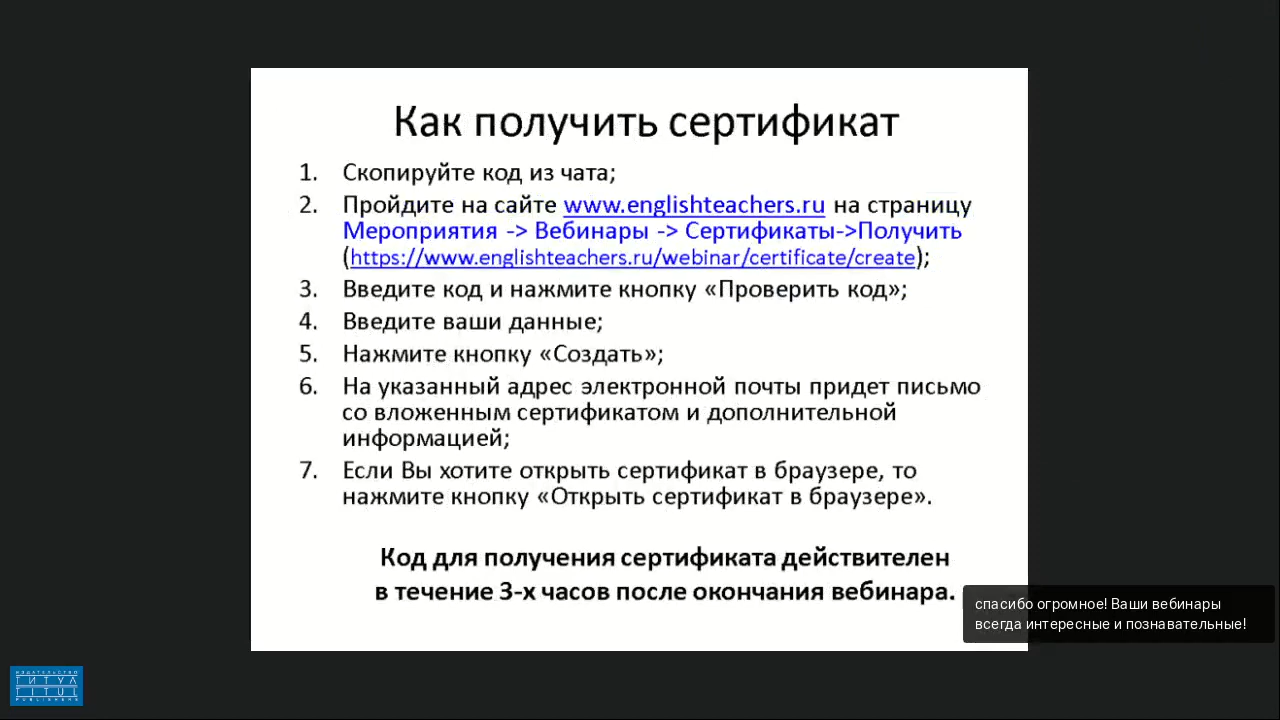 Как получить сертификат
1. Скопируйте код из чата;
2. Пройдите на сайте www.englishteachers.ru на страницу
Мероприятия -> Вебинары -> Сертификаты->Получить
(https://www.englishteachers.ru/webinar/certificate/create);
3. Введите код и нажмите кнопку «Проверить код»;
4. Введите ваши данные;
5. Нажмите кнопку «Создать»;
6. На указанный адрес электронной почты придет письмо
со вложенным сертификатом и дополнительной
информацией;
7. Если Вы хотите открыть сертификат в браузере, то
нажмите кнопку «Открыть сертификат в браузере».
Код для получения сертификата действителен
в течение 3-х часов после окончания вебинара.
спасибо огромное! Ваши вебинары
всегда интересные и познавательные!
ИЗДАТЕЛЬСТВО
ТИТУЛ
TITUL
PUBLISHERS